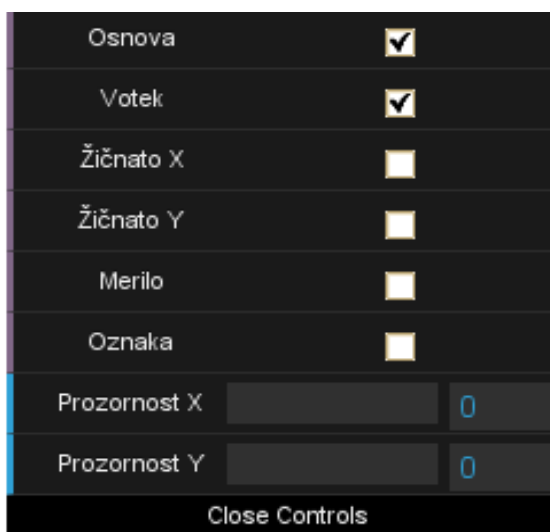 Osnova
Votek
Žičnato X
Žičnato Y
Merilo
Oznaka
Prozornost X 0
Prozornost Y 0
Close Controls